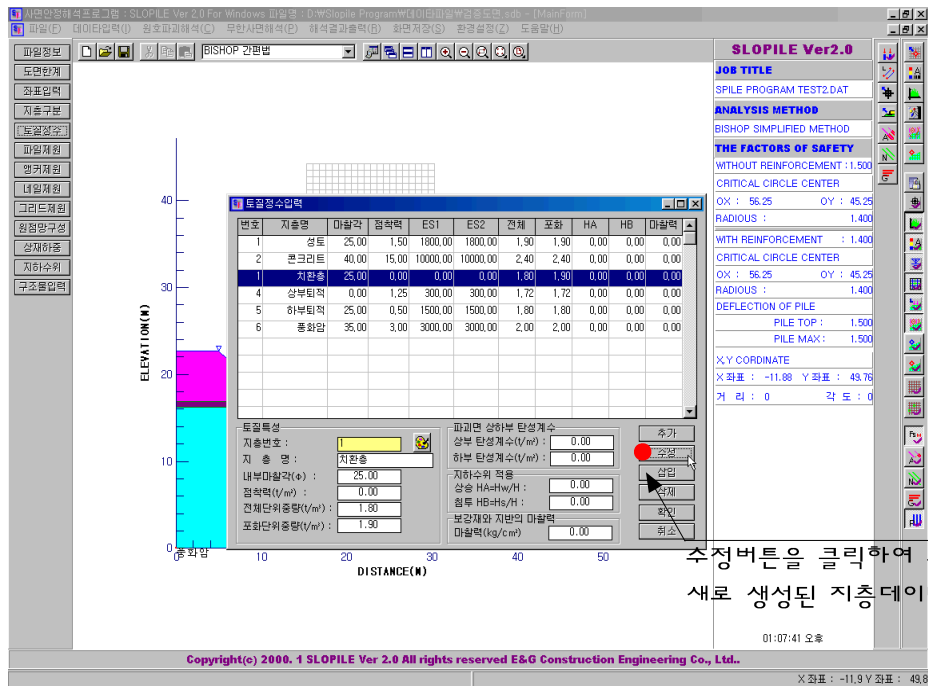 사면안정해석프로그램 : SLOPILE Ver 2,0 For Windows 파일명 : D:₩Slopile Program₩데이타파일₩검증도면.sdb - [MainForm]
파일(F) 데이타입력(I) 원호파괴해석(C) 무한사면해석(P) 해석결과출력(R) 화면저장(S) 환경설정(Z) 도움말(H)
파일정보
도면한계
좌표입력
지층구분
토질정수
파일제원
앵커제원
네일제원
그리드제원
원점망구성
상재하중
지하수위
구조물입력
BISHOP 간편법
ELEVATION(M)
40
30
20
10
0
풍화암
10 20 30 40 50
DISTANCE(M)
토질정수입력
번호 지층명 마찰각 점착력 ES1 ES2 전체 포화 HA HB 마찰력
1 성토 25,00 1,50 1800,00 1800,00 1,90 1,90 0,00 0,00 0,00
2 콘크리트 40,00 15,00 10000,00 10000,00 2,40 2,40 0,00 0,00 0,00
1 치환층 25,00 0,00 0,00 0,00 1,80 1,90 0,00 0,00 0,00
4 상부퇴적 0,00 1,25 300,00 300,00 1,72 1,72 0,00 0,00 0,00
5 하부퇴적 25,00 0,50 1500,00 1500,00 1,80 1,80 0,00 0,00 0,00
6 풍화암 35,00 3,00 3000,00 3000,00 2,00 2,00 0,00 0,00 0,00
토질특성
지층번호 : 1
지 층 명 : 치환층
내부마찰각(φ) : 25.00
점착력(t/m²) : 0.00
전체단위중량(t/m³) : 1.80
포화단위중량(t/m³) : 1.90
파괴면 상하부 탄성계수
상부 탄성계수(t/m²) : 0.00
하부 탄성계수(t/m²) : 0.00
지하수위 적용
상승 HA=Hw/H : 0.00
침투 HB=Hs/H : 0.00
보강재와 지반의 마찰력
마찰력(kg/cm²) 0.00
추가
수정
삽입
삭제
확인
취소
수정버튼을 클릭하여
새로 생성된 지층데이
SLOPILE Ver2.0
JOB TITLE
SPILE PROGRAM TEST2.DAT
ANALYSIS METHOD
BISHOP SIMPLIFIED METHOD
THE FACTORS OF SAFETY
WITHOUT REINFORCEMENT : 1.500
CRITICAL CIRCLE CENTER
OX : 56.25 OY : 45.25
RADIOUS : 1.400
WITH REINFORCEMENT : 1.400
CRITICAL CIRCLE CENTER
OX : 56.25 OY : 45.25
RADIOUS : 1.400
DEFLECTION OF PILE
PILE TOP : 1.500
PILE MAX : 1.500
X,Y CORDINATE
X 좌표 : -11.88 Y 좌표 : 49.76
거 리 : 0 각 도 : 0
01:07:41 오후
Copyright(c) 2000. 1 SLOPILE Ver 2.0 All rights reserved E&G Construction Engineering Co., Ltd..
X 좌표 : -11,9 Y 좌표 : 49,8